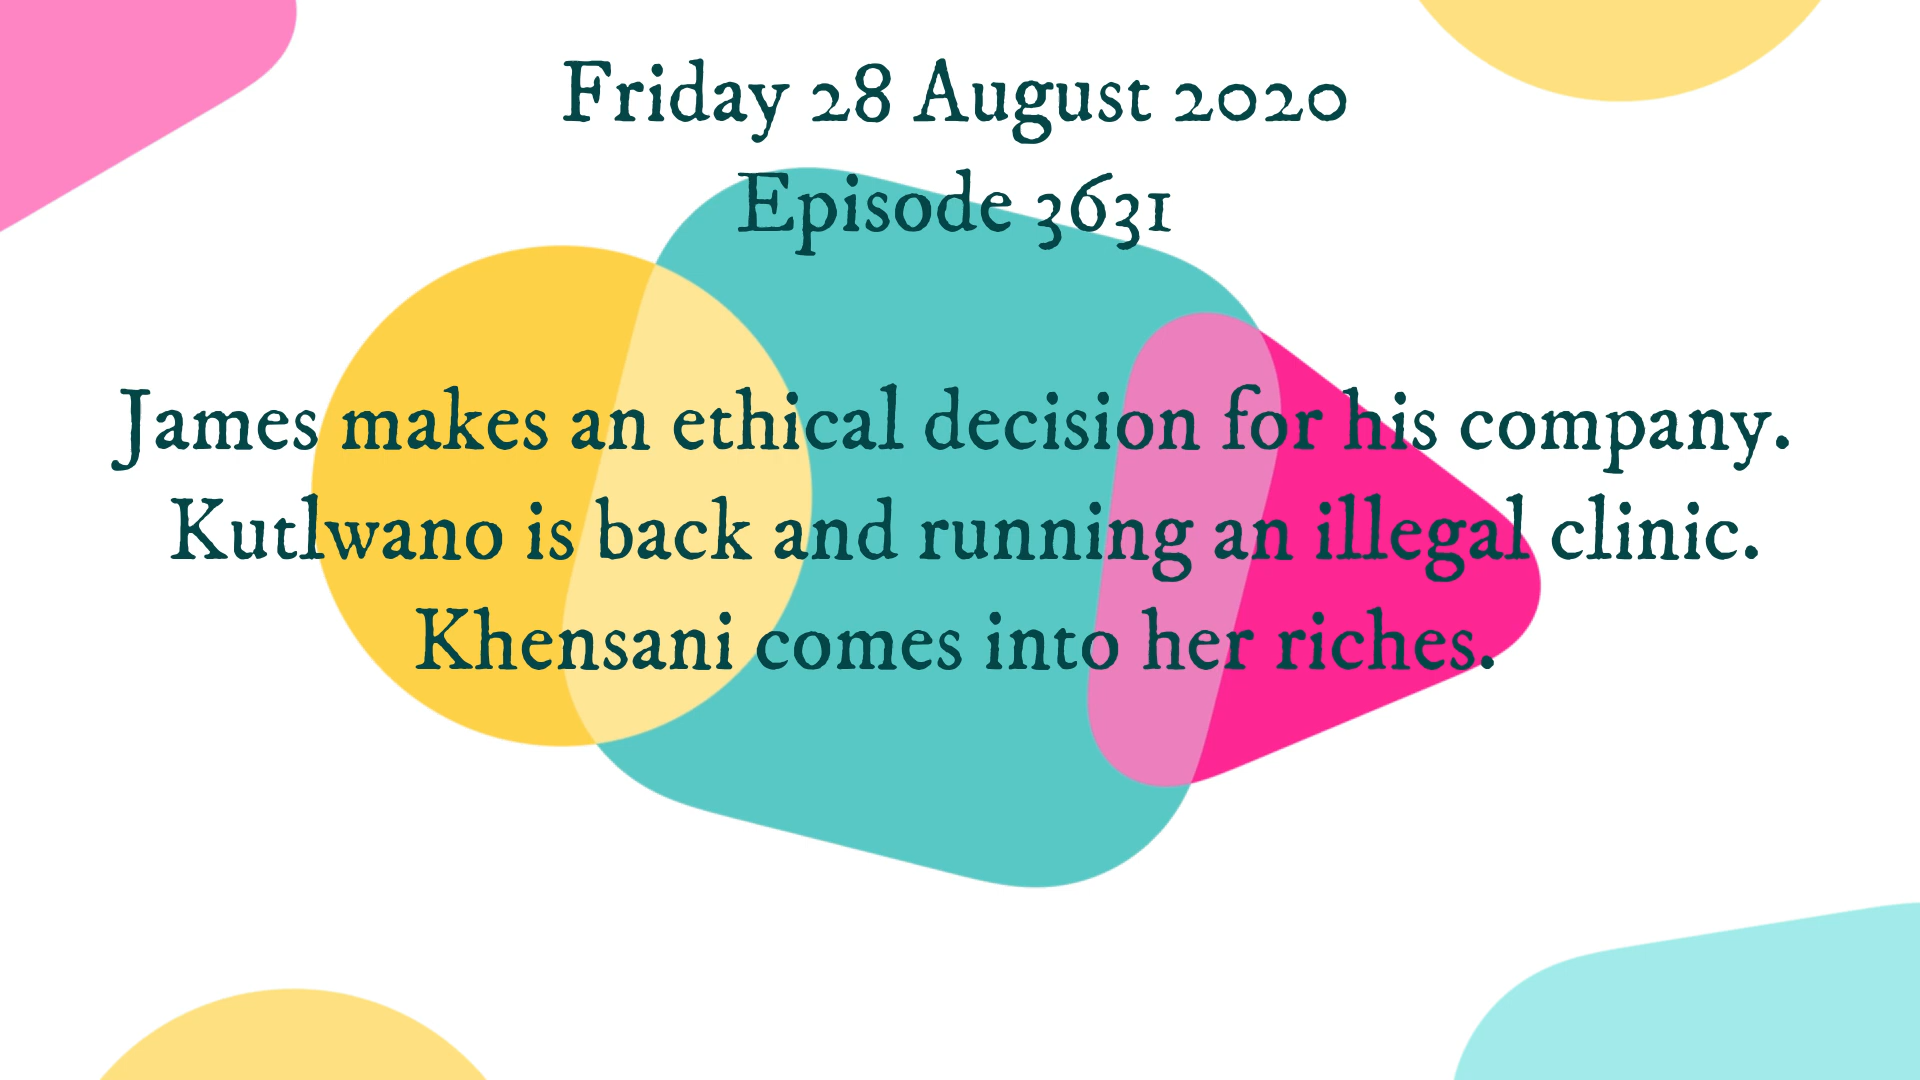 Friday 28 August 2020
Episode 3631
James makes an ethical decision for his company.
Kutlwano is back and running an illegal clinic.
Khensani comes into her riches.